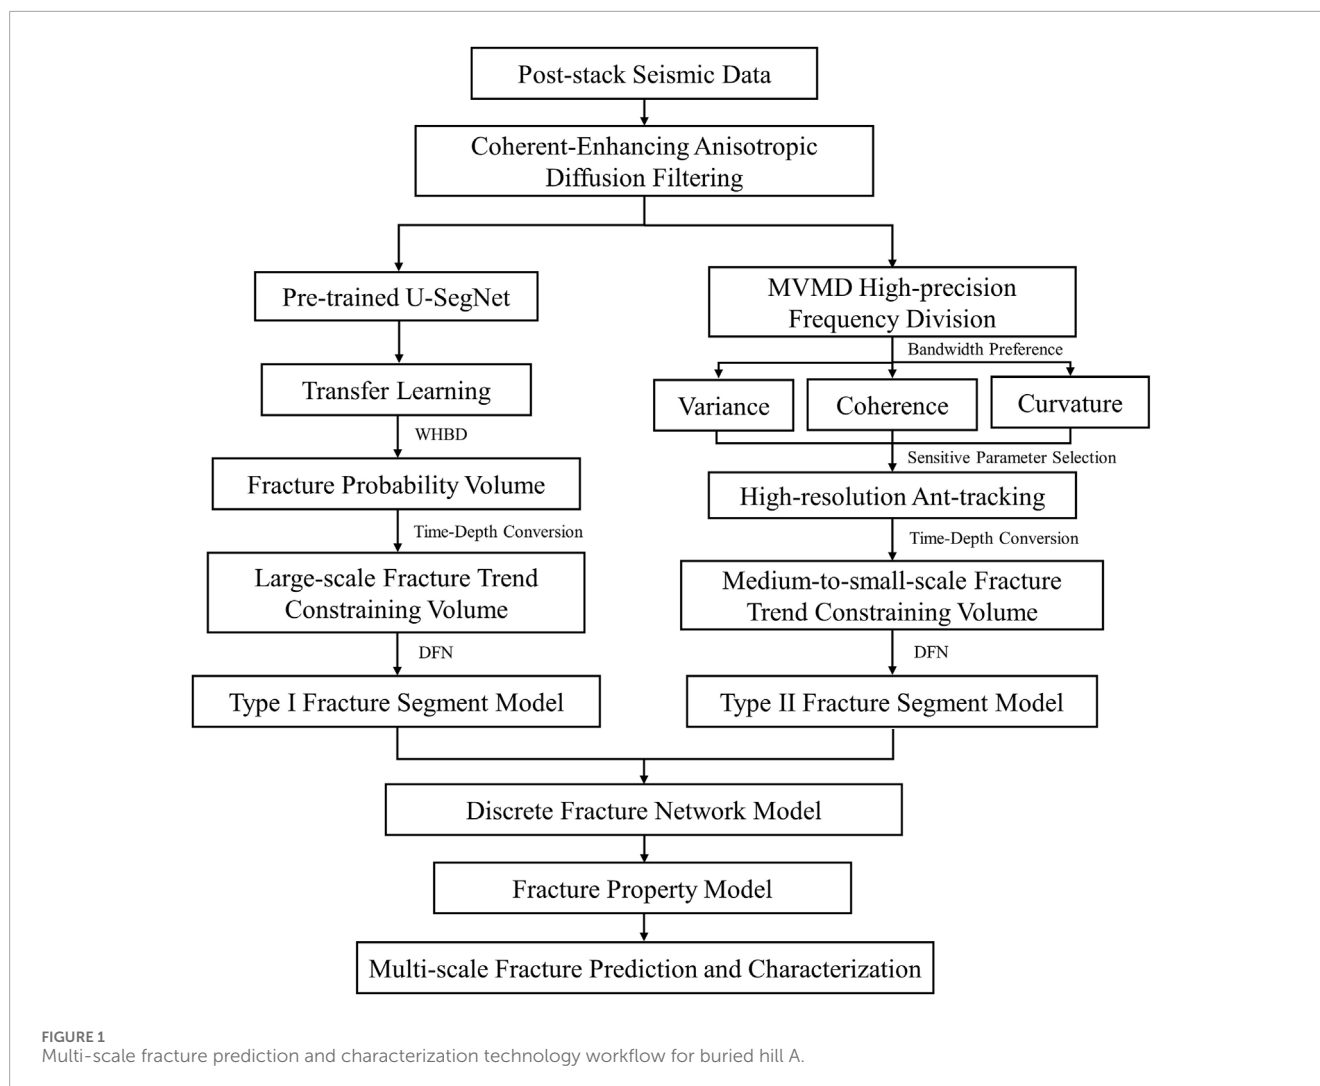 Post-stack Seismic Data
Coherent-Enhancing Anisotropic
Diffusion Filtering
Pre-trained U-SegNet
Transfer Learning
WHBD
Fracture Probability Volume
Time-Depth Conversion
Large-scale Fracture Trend
Constraining Volume
DFN
Type I Fracture Segment Model
MVMD High-precision
Frequency Division
Bandwidth Preference
Variance
Coherence
Curvature
Sensitive Parameter Selection
High-resolution Ant-tracking
Time-Depth Conversion
Medium-to-small-scale Fracture
Trend Constraining Volume
DFN
Type II Fracture Segment Model
Discrete Fracture Network Model
Fracture Property Model
Multi-scale Fracture Prediction and Characterization
FIGURE 1
Multi-scale fracture prediction and characterization technology workflow for buried hill A.